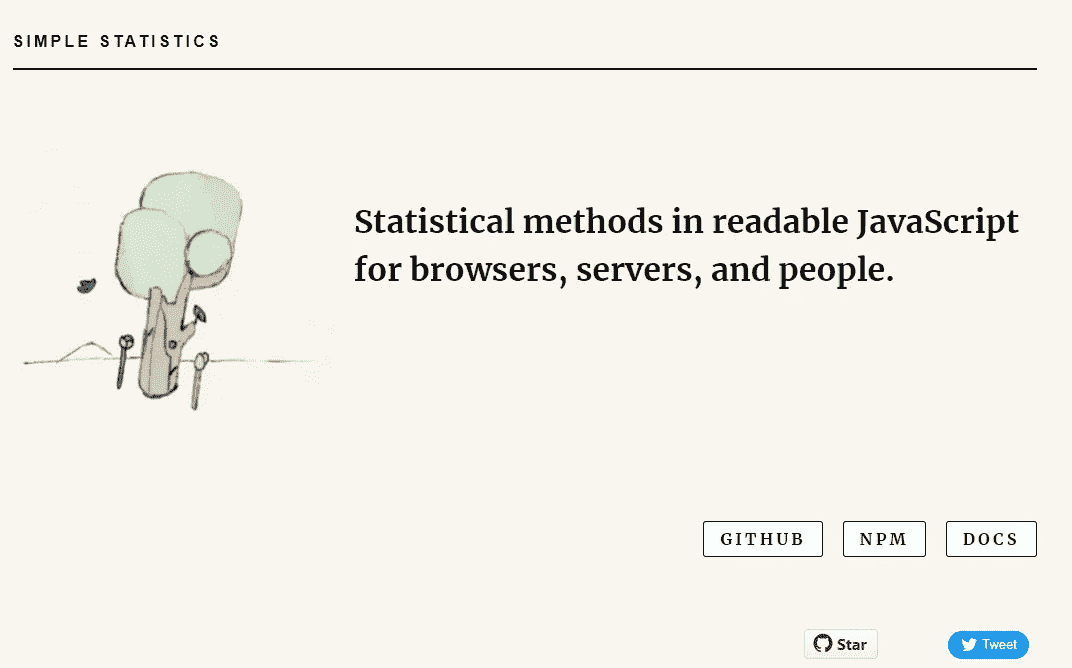 SIMPLE STATISTICS
Statistical methods in readable JavaScript
for browsers, servers, and people.
GITHUB NPM DOCS
Star Tweet